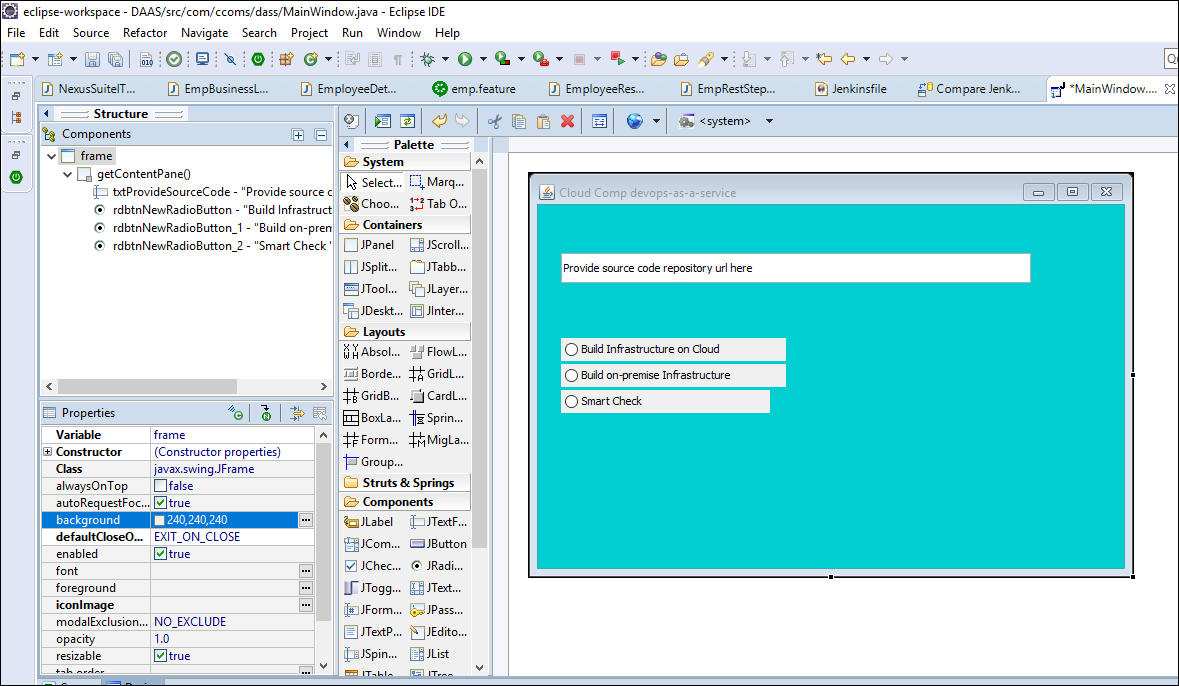 eclipse-workspace - DAAS/src/com/ccoms/dass/MainWindow.java - Eclipse IDE
File Edit Source Refactor Navigate Search Project Run Window Help
NexusSuiteIT... EmpBusinessL... EmployeeDet... emp.feature EmployeeRes... EmpRestStep... Jenkinsfile Compare Jenk... *MainWindow....
Structure
Components
frame
getContentPane()
txtProvideSourceCode - "Provide source c
rdbtnNewRadioButton - "Build Infrastruct
rdbtnNewRadioButton_1 - "Build on-prem
rdbtnNewRadioButton_2 - "Smart Check "
Properties
Variable frame
Constructor (Constructor properties)
Class javax.swing.JFrame
alwaysOnTop false
autoRequestFoc... true
background 240,240,240
defaultCloseO... EXIT_ON_CLOSE
enabled true
font
foreground
iconImage
modalExclusion... NO_EXCLUDE
opacity 1.0
resizable true
tab order
<system>
Palette
System
Select... Marq...
Choo... Tab O...
Containers
JPanel JScroll...
JSplit... JTabb...
JTool... JLayer...
JDeskt... JInter...
Layouts
Absol... FlowL...
Borde... GridL...
GridB... CardL...
BoxLa... Sprin...
Form... MigLa...
Group...
Struts & Springs
Components
JLabel JTextF...
JCom... JButton
JChec... JRadi...
JTogg... JText...
JForm... JPass...
JTextP... JEdito...
JSpin... JList
JTable JTree
Cloud Comp devops-as-a-service
Provide source code repository url here
Build Infrastructure on Cloud
Build on-premise Infrastructure
Smart Check